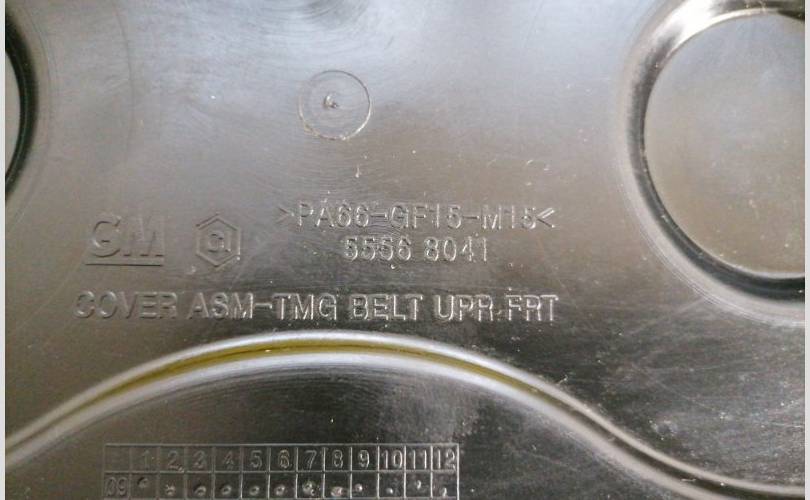 >PA66-GF15-M15<
GM
5556 8041
COVER ASM-TMG BELT UPR FRT
1 2 3 4 5 6 7 8 9 10 11 12
09